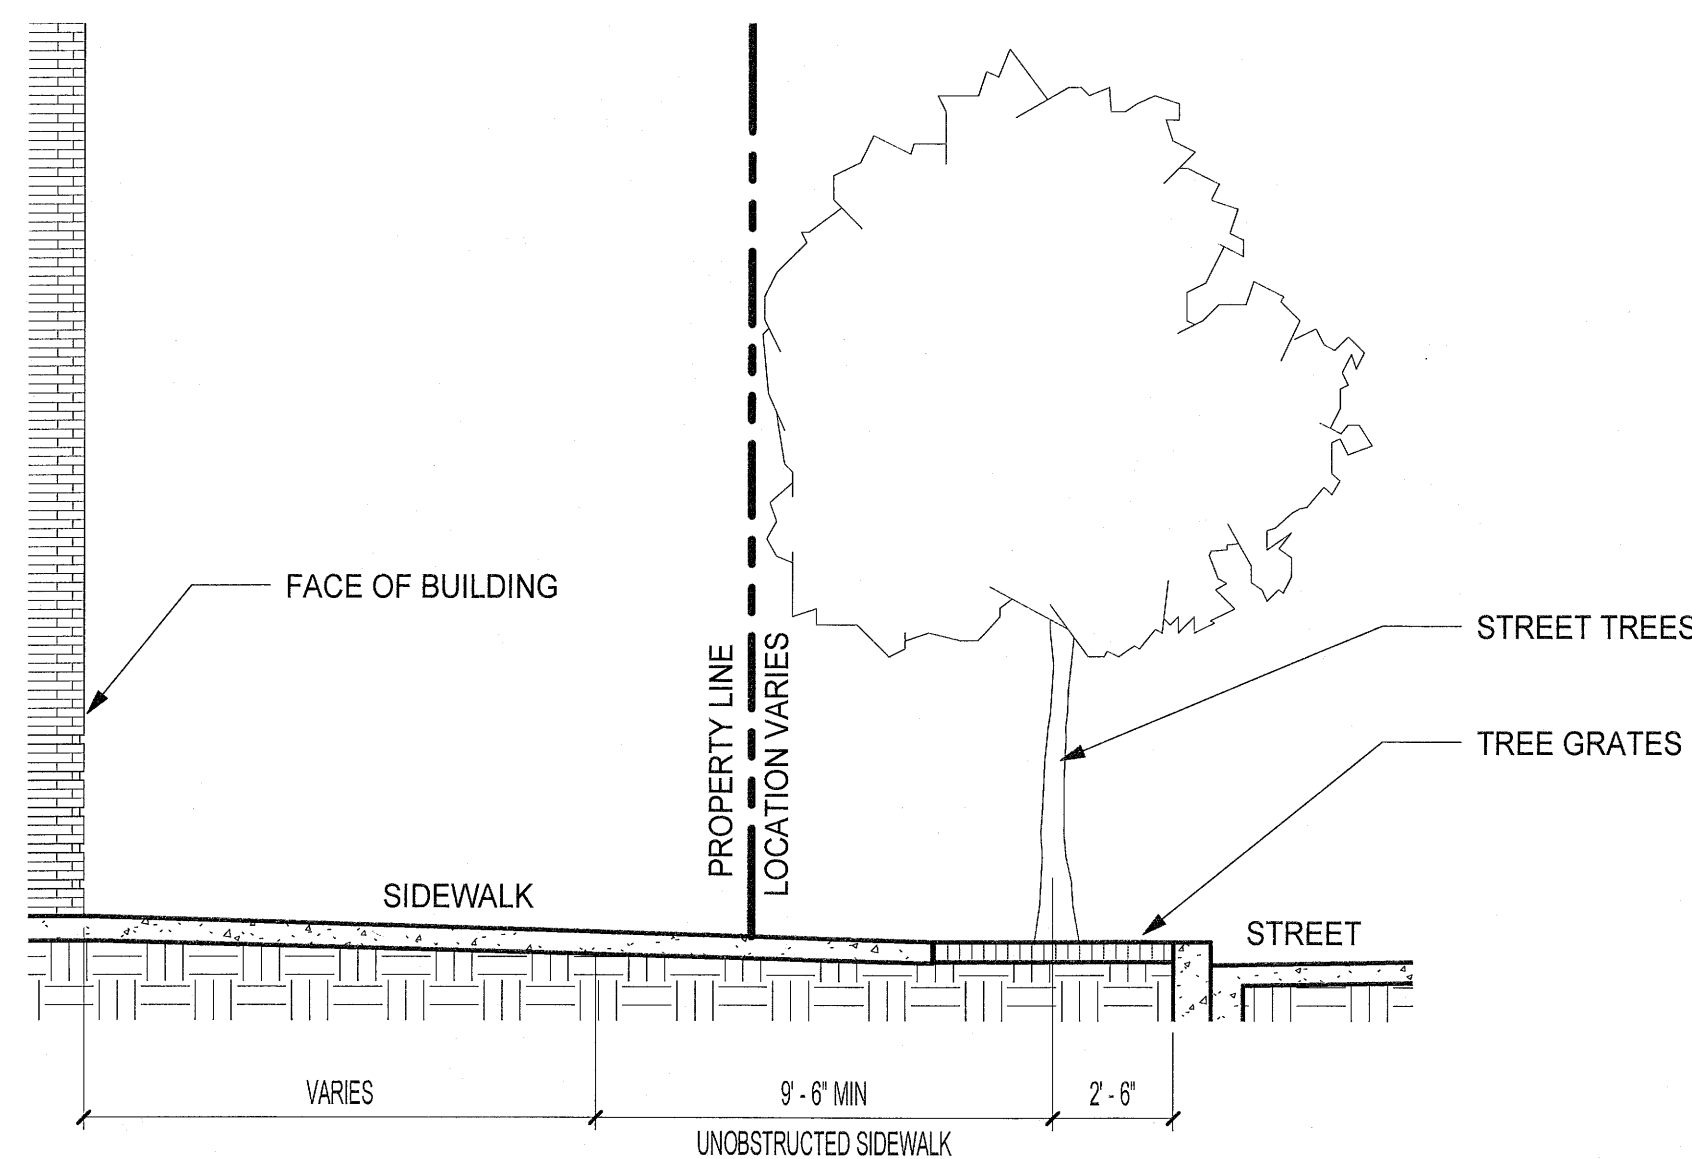 FACE OF BUILDING
PROPERTY LINE
LOCATION VARIES
STREET TREES
TREE GRATES
SIDEWALK
STREET
VARIES
9' - 6" MIN
2' - 6"
UNOBSTRUCTED SIDEWALK